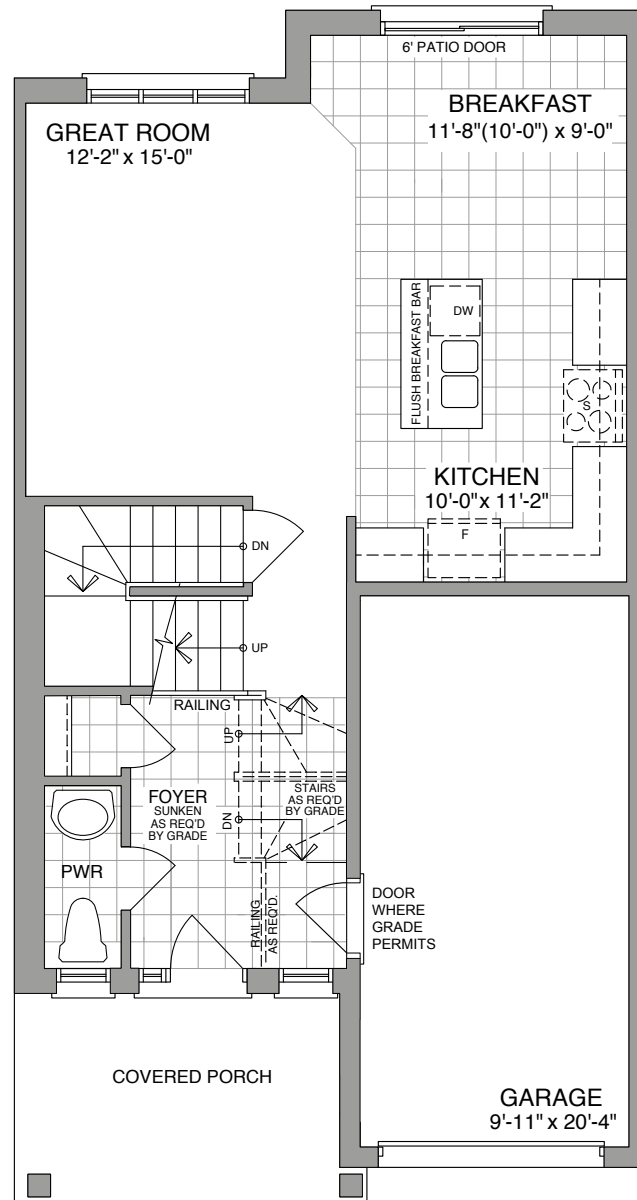 6' PATIO DOOR
BREAKFAST
11'-8"(10'-0") x 9'-0"
GREAT ROOM
12'-2" x 15'-0"
FLUSH BREAKFAST BAR
DW
S
KITCHEN
10'-0" x 11'-2"
F
DN
UP
RAILING
UP
STAIRS
AS REQ'D
BY GRADE
DN
FOYER
SUNKEN
AS REQ'D
BY GRADE
PWR
RAILING
AS REQ'D.
DOOR
WHERE
GRADE
PERMITS
COVERED PORCH
GARAGE
9'-11" x 20'-4"